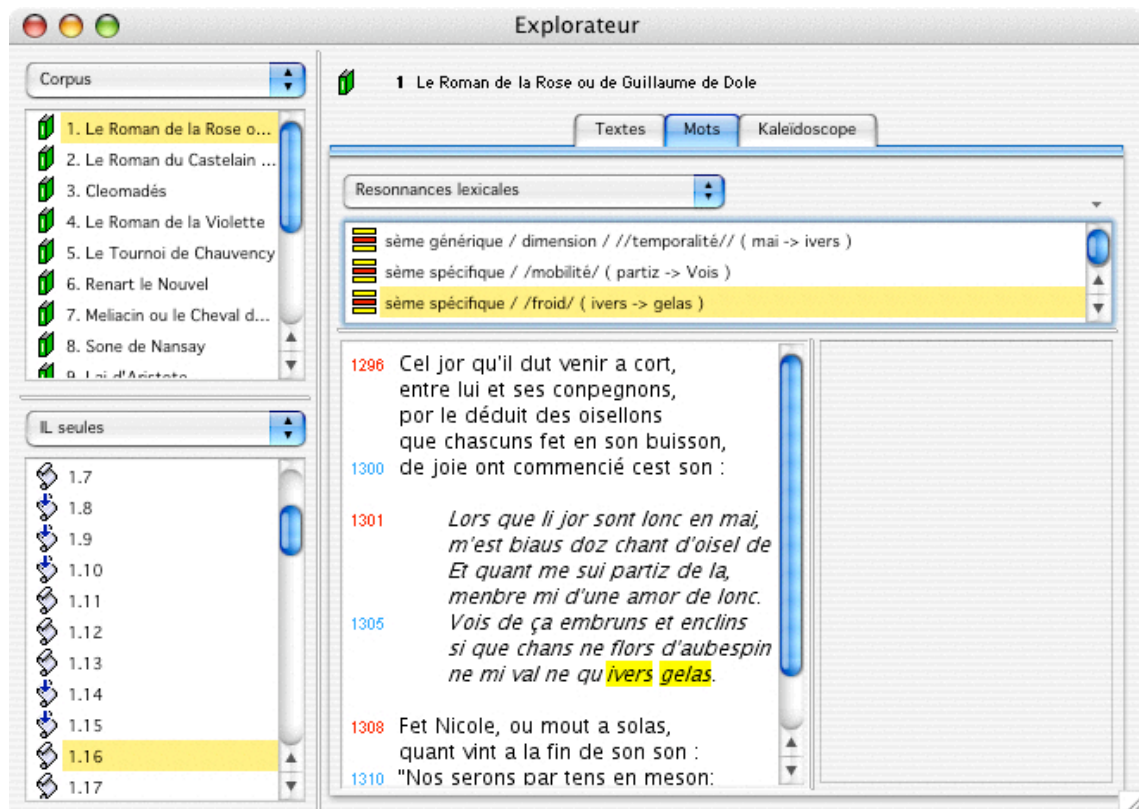 Explorateur
Corpus
1. Le Roman de la Rose o...
2. Le Roman du Castelain ...
3. Cleomadés
4. Le Roman de la Violette
5. Le Tournoi de Chauvency
6. Renart le Nouvel
7. Meliacin ou le Cheval d...
8. Sone de Nansay
9. Lai d'Aristote
IL seules
1.7
1.8
1.9
1.10
1.11
1.12
1.13
1.14
1.15
1.16
1.17
1 Le Roman de la Rose ou de Guillaume de Dole
Textes Mots Kaleïdoscope
Resonnances lexicales
sème générique / dimension / //temporalité// ( mai -> ivers )
sème spécifique / /mobilité/ ( partiz -> Vois )
sème spécifique / /froid/ ( ivers -> gelas )
1296 Cel jor qu'il dut venir a cort,
entre lui et ses conpegnons,
por le déduit des oisellons
que chascuns fet en son buisson,
1300 de joie ont commencié cest son :
1301 Lors que li jor sont lonc en mai,
m'est biaus doz chant d'oisel de
Et quant me sui partiz de la,
menbre mi d'une amor de lonc.
1305 Vois de ça embruns et enclins
si que chans ne flors d'aubespin
ne mi val ne qu ivers gelas.
1308 Fet Nicole, ou mout a solas,
quant vint a la fin de son son :
1310 "Nos serons par tens en meson: